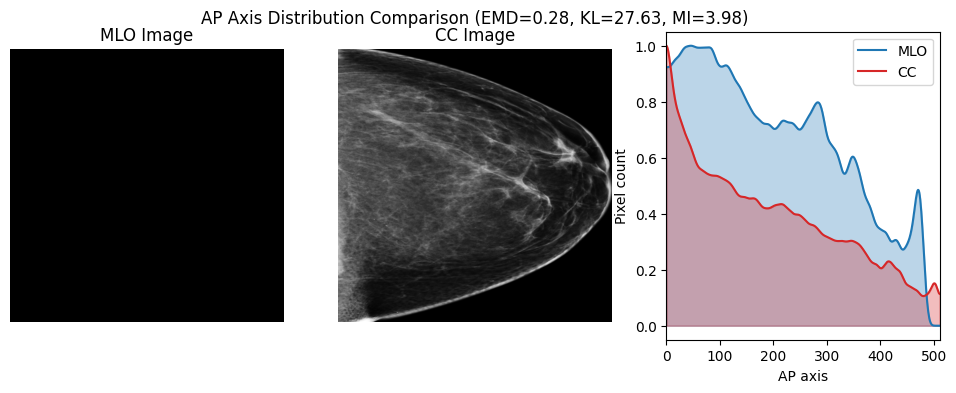 AP Axis Distribution Comparison (EMD=0.28, KL=27.63, MI=3.98)
MLO Image
CC Image
MLO
CC
1.0
0.8
0.6
0.4
0.2
0.0
Pixel count
0 100 200 300 400 500
AP axis